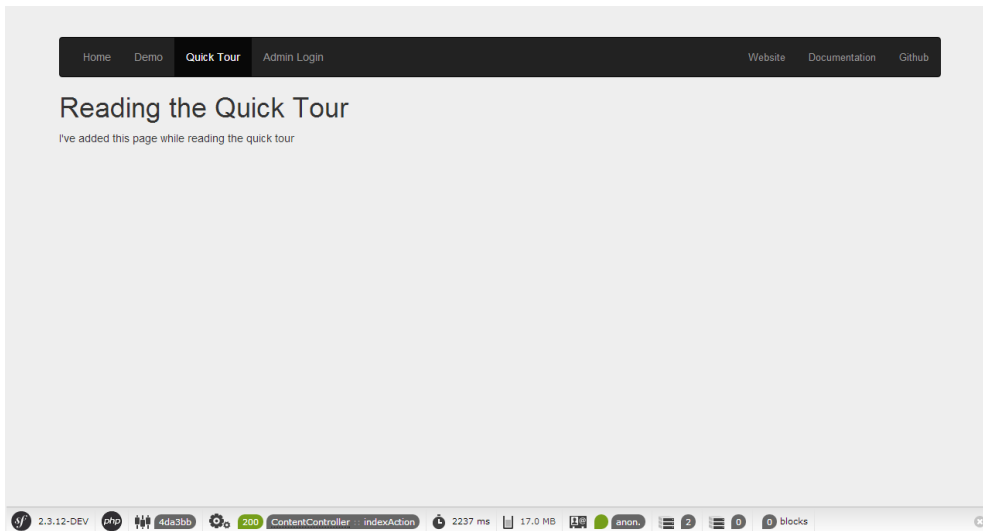 Home Demo Quick Tour Admin Login Website Documentation Github
Reading the Quick Tour
I've added this page while reading the quick tour
sf 2.3.12-DEV php 4da3bb 200 ContentController :: indexAction 2237 ms 17.0 MB anon. 2 0 0 blocks